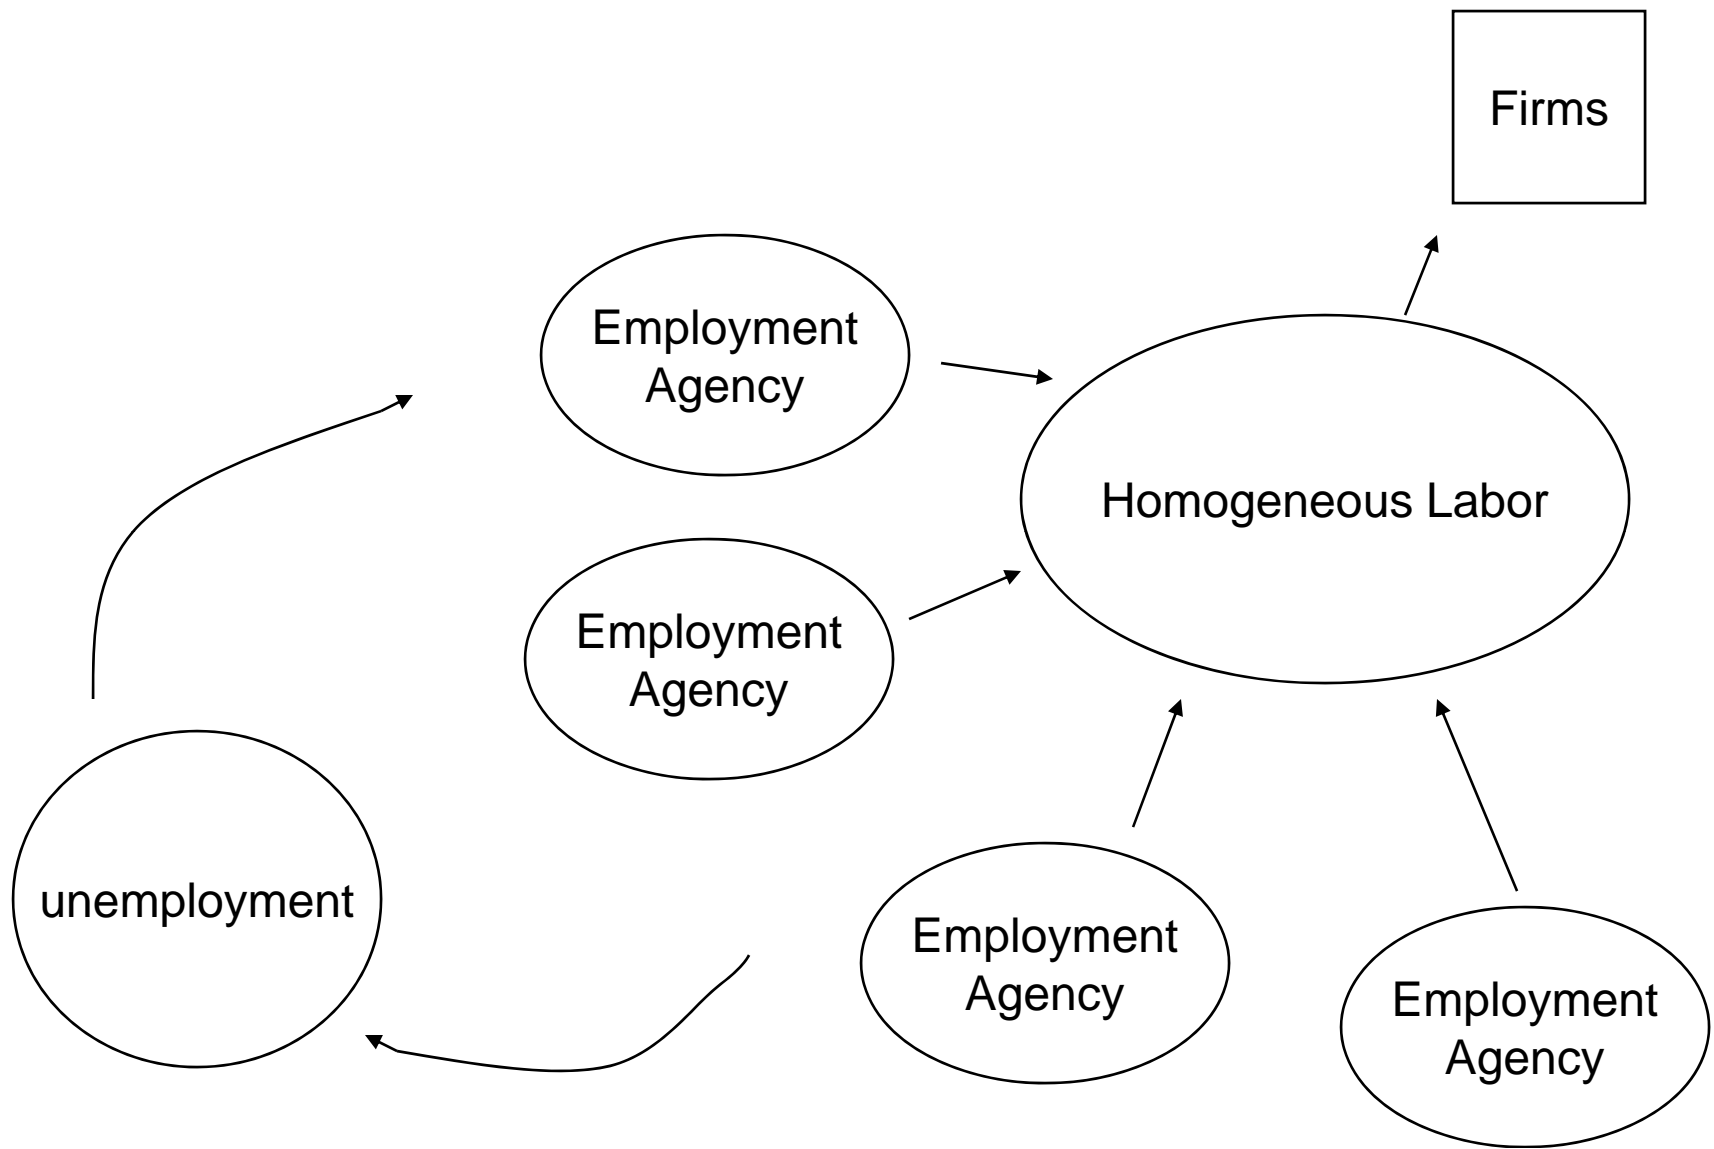 Firms
Employment
Agency
Homogeneous Labor
Employment
Agency
unemployment
Employment
Agency
Employment
Agency